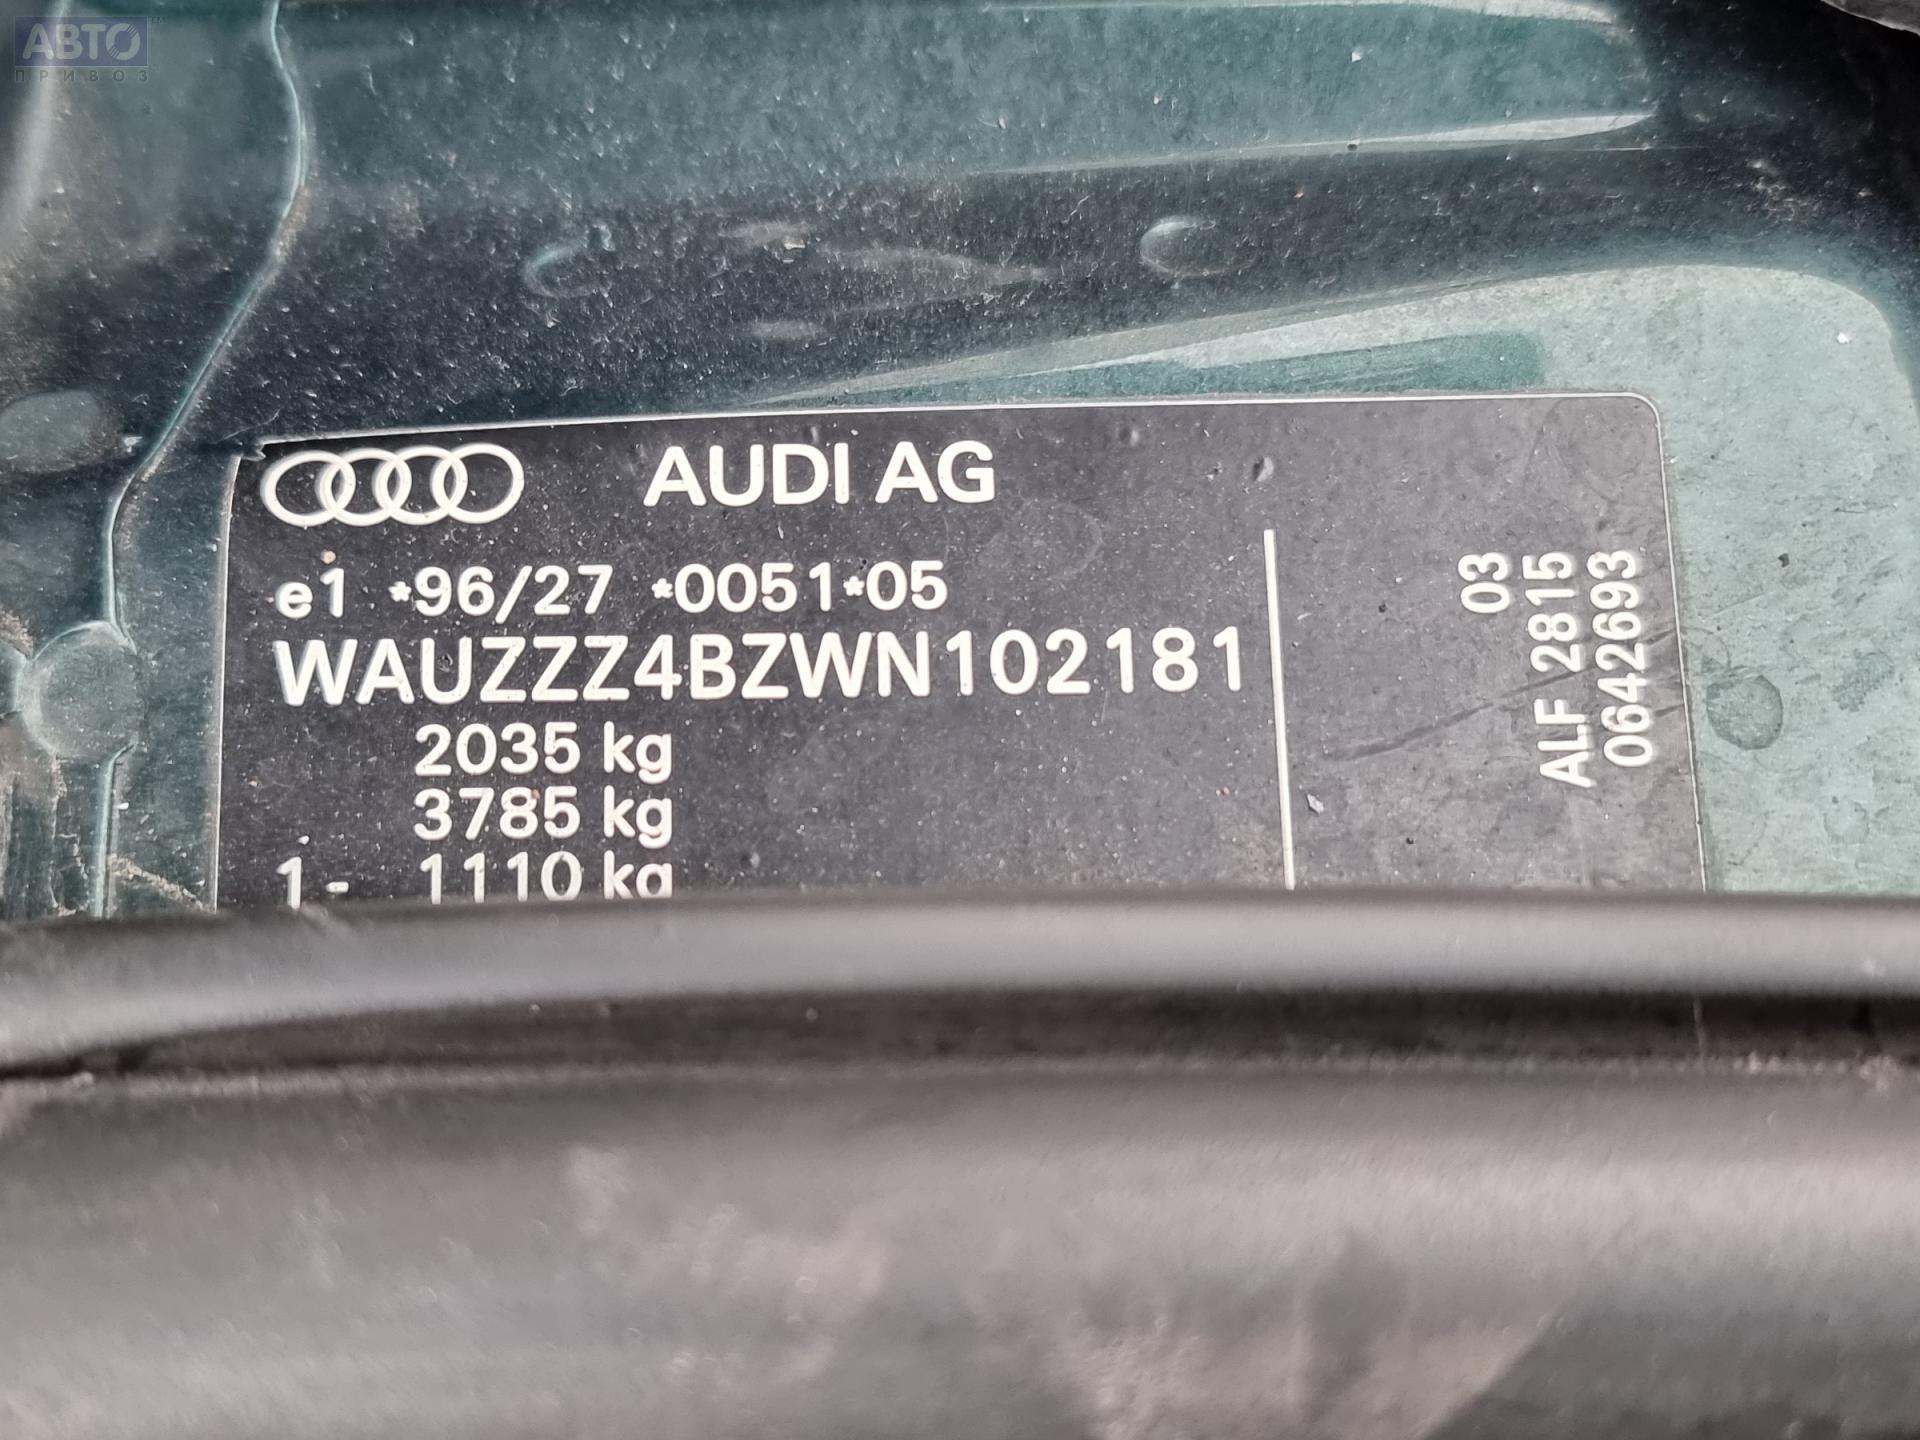 АВТО
ПРИВОЗ
AUDI AG
e1 *96/27 *0051*05
WAUZZZ4BZWN102181
2035 kg
3785 kg
1- 1110 kg
03
ALF 2815
0642693